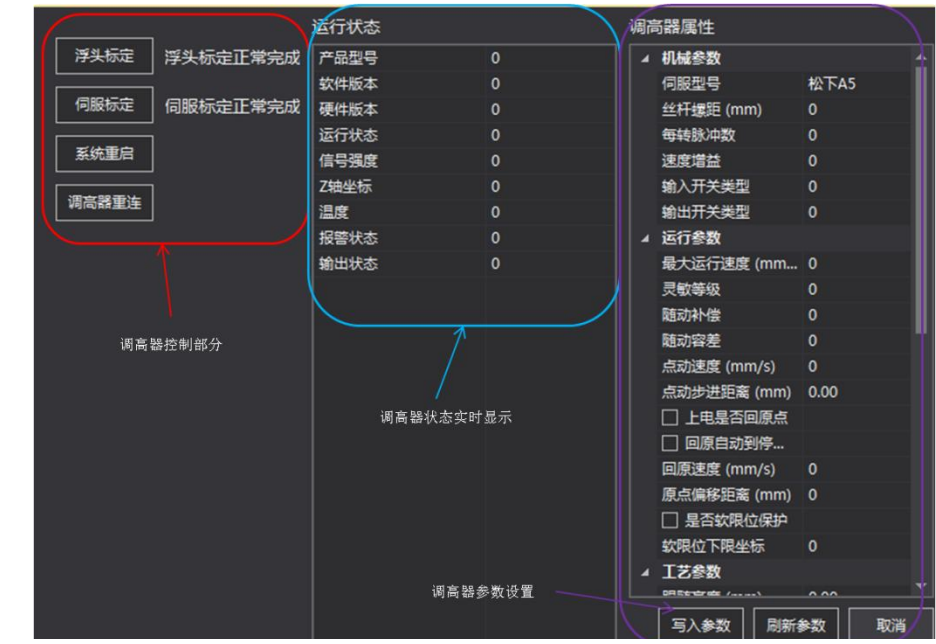 浮头标定 浮头标定正常完成
伺服标定 伺服标定正常完成
系统重启
调高器重连
调高器控制部分
运行状态
产品型号 0
软件版本 0
硬件版本 0
运行状态 0
信号强度 0
Z轴坐标 0
温度 0
报警状态 0
输出状态 0
调高器状态实时显示
调高器属性
机械参数
伺服型号 松下A5
丝杆螺距 (mm) 0
每转脉冲数 0
速度增益 0
输入开关类型 0
输出开关类型 0
运行参数
最大运行速度 (mm... 0
灵敏等级 0
随动补偿 0
随动容差 0
点动速度 (mm/s) 0
点动步进距离 (mm) 0.00
上电是否回原点
回原自动到停...
回原速度 (mm/s) 0
原点偏移距离 (mm) 0
是否软限位保护
软限位下限坐标 0
工艺参数
调高器参数设置
写入参数 刷新参数 取消